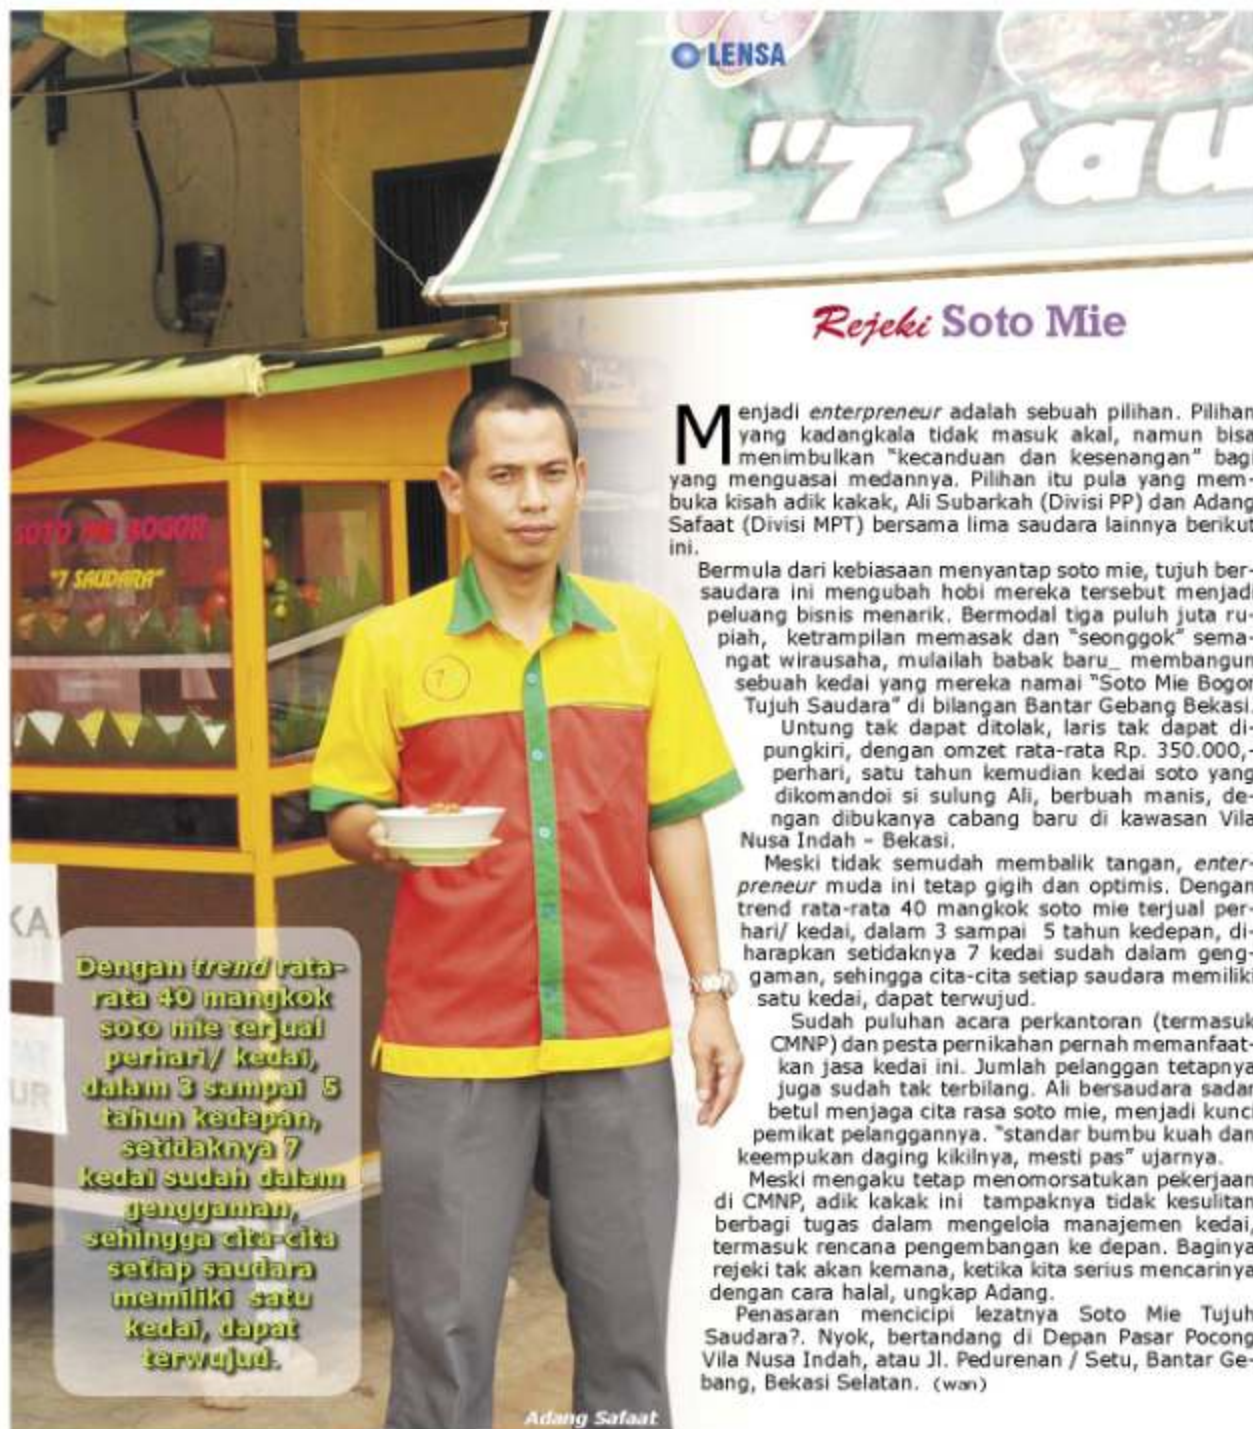 LENSA
"7 Sau
Rejeki Soto Mie
Menjadi enterpreneur adalah sebuah pilihan. Pilihan
yang kadangkala tidak masuk akal, namun bisa
menimbulkan “kecanduan dan kesenangan” bagi
yang menguasai medannya. Pilihan itu pula yang mem-
buka kisah adik kakak, Ali Subarkah (Divisi PP) dan Adang
Safaat (Divisi MPT) bersama lima saudara lainnya berikut
ini.
Bermula dari kebiasaan menyantap soto mie, tujuh ber-
saudara ini mengubah hobi mereka tersebut menjadi
peluang bisnis menarik. Bermodal tiga puluh juta ru-
piah, ketrampilan memasak dan “seonggok” sema-
ngat wirausaha, mulailah babak baru_ membangun
sebuah kedai yang mereka namai “Soto Mie Bogor
Tujuh Saudara” di bilangan Bantar Gebang Bekasi.
Untung tak dapat ditolak, laris tak dapat di-
pungkiri, dengan omzet rata-rata Rp. 350.000,-
perhari, satu tahun kemudian kedai soto yang
dikomandoi si sulung Ali, berbuah manis, de-
ngan dibukanya cabang baru di kawasan Vila
Nusa Indah – Bekasi.
Meski tidak semudah membalik tangan, enter-
preneur muda ini tetap gigih dan optimis. Dengan
trend rata-rata 40 mangkok soto mie terjual per-
hari/ kedai, dalam 3 sampai 5 tahun kedepan, di-
harapkan setidaknya 7 kedai sudah dalam geng-
gaman, sehingga cita-cita setiap saudara memiliki
satu kedai, dapat terwujud.
Sudah puluhan acara perkantoran (termasuk
CMNP) dan pesta pernikahan pernah memanfaat-
kan jasa kedai ini. Jumlah pelanggan tetapnya
juga sudah tak terbilang. Ali bersaudara sadar
betul menjaga cita rasa soto mie, menjadi kunci
pemikat pelanggannya. “standar bumbu kuah dan
keempukan daging kikilnya, mesti pas” ujarnya.
Meski mengaku tetap menomorsatukan pekerjaan
di CMNP, adik kakak ini tampaknya tidak kesulitan
berbagi tugas dalam mengelola manajemen kedai,
termasuk rencana pengembangan ke depan. Baginya
rejeki tak akan kemana, ketika kita serius mencarinya
dengan cara halal, ungkap Adang.
Penasaran mencicipi lezatnya Soto Mie Tujuh
Saudara?. Nyok, bertandang di Depan Pasar Pocong
Vila Nusa Indah, atau Jl. Pedurenan / Setu, Bantar Ge-
bang, Bekasi Selatan. (wan)
SOTO MIE BOGOR
"7 SAUDARA"
7
KA
UR
Dengan trend rata-
rata 40 mangkok
soto mie terjual
perhari/ kedai,
dalam 3 sampai 5
tahun kedepan,
setidaknya 7
kedai sudah dalam
genggaman,
sehingga cita-cita
setiap saudara
memiliki satu
kedai, dapat
terwujud.
Adang Safaat